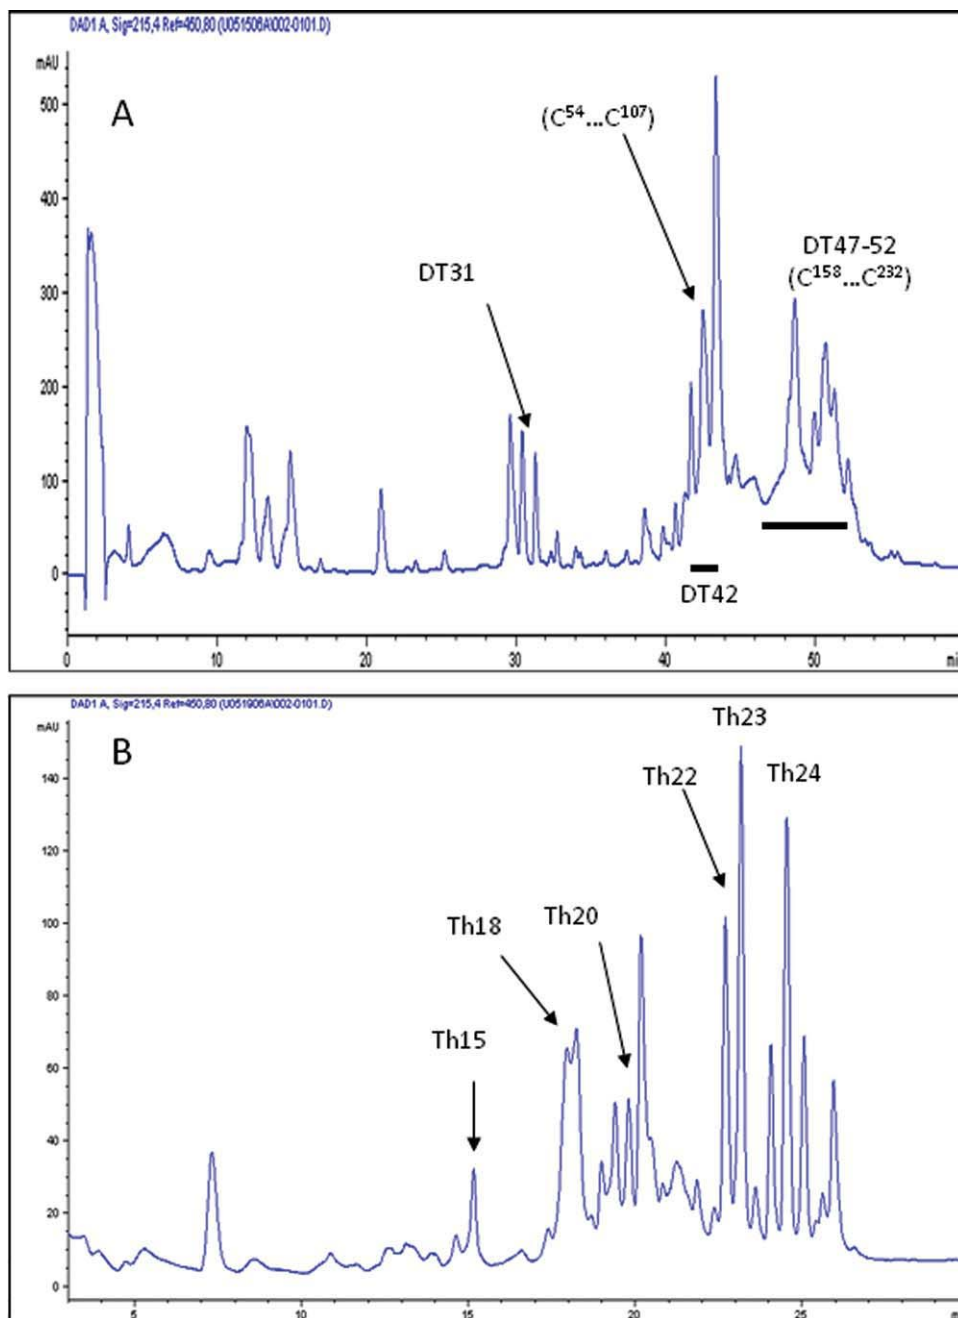 DAD1 A, Sig=215,4 Ref=450,80 (U051506A\002-0101.D)
mAU
A
(C⁵⁴...C¹⁰⁷)
DT31
DT47-52
(C¹⁵⁸...C²³²)
DT42
500
400
300
200
100
0
0 10 20 30 40 50 mi
DAD1 A, Sig=215,4 Ref=450,80 (U051906A\002-0101.D)
mAU
B
Th23
Th22
Th24
Th18
Th20
Th15
140
120
100
80
60
40
20
0
5 10 15 20 25